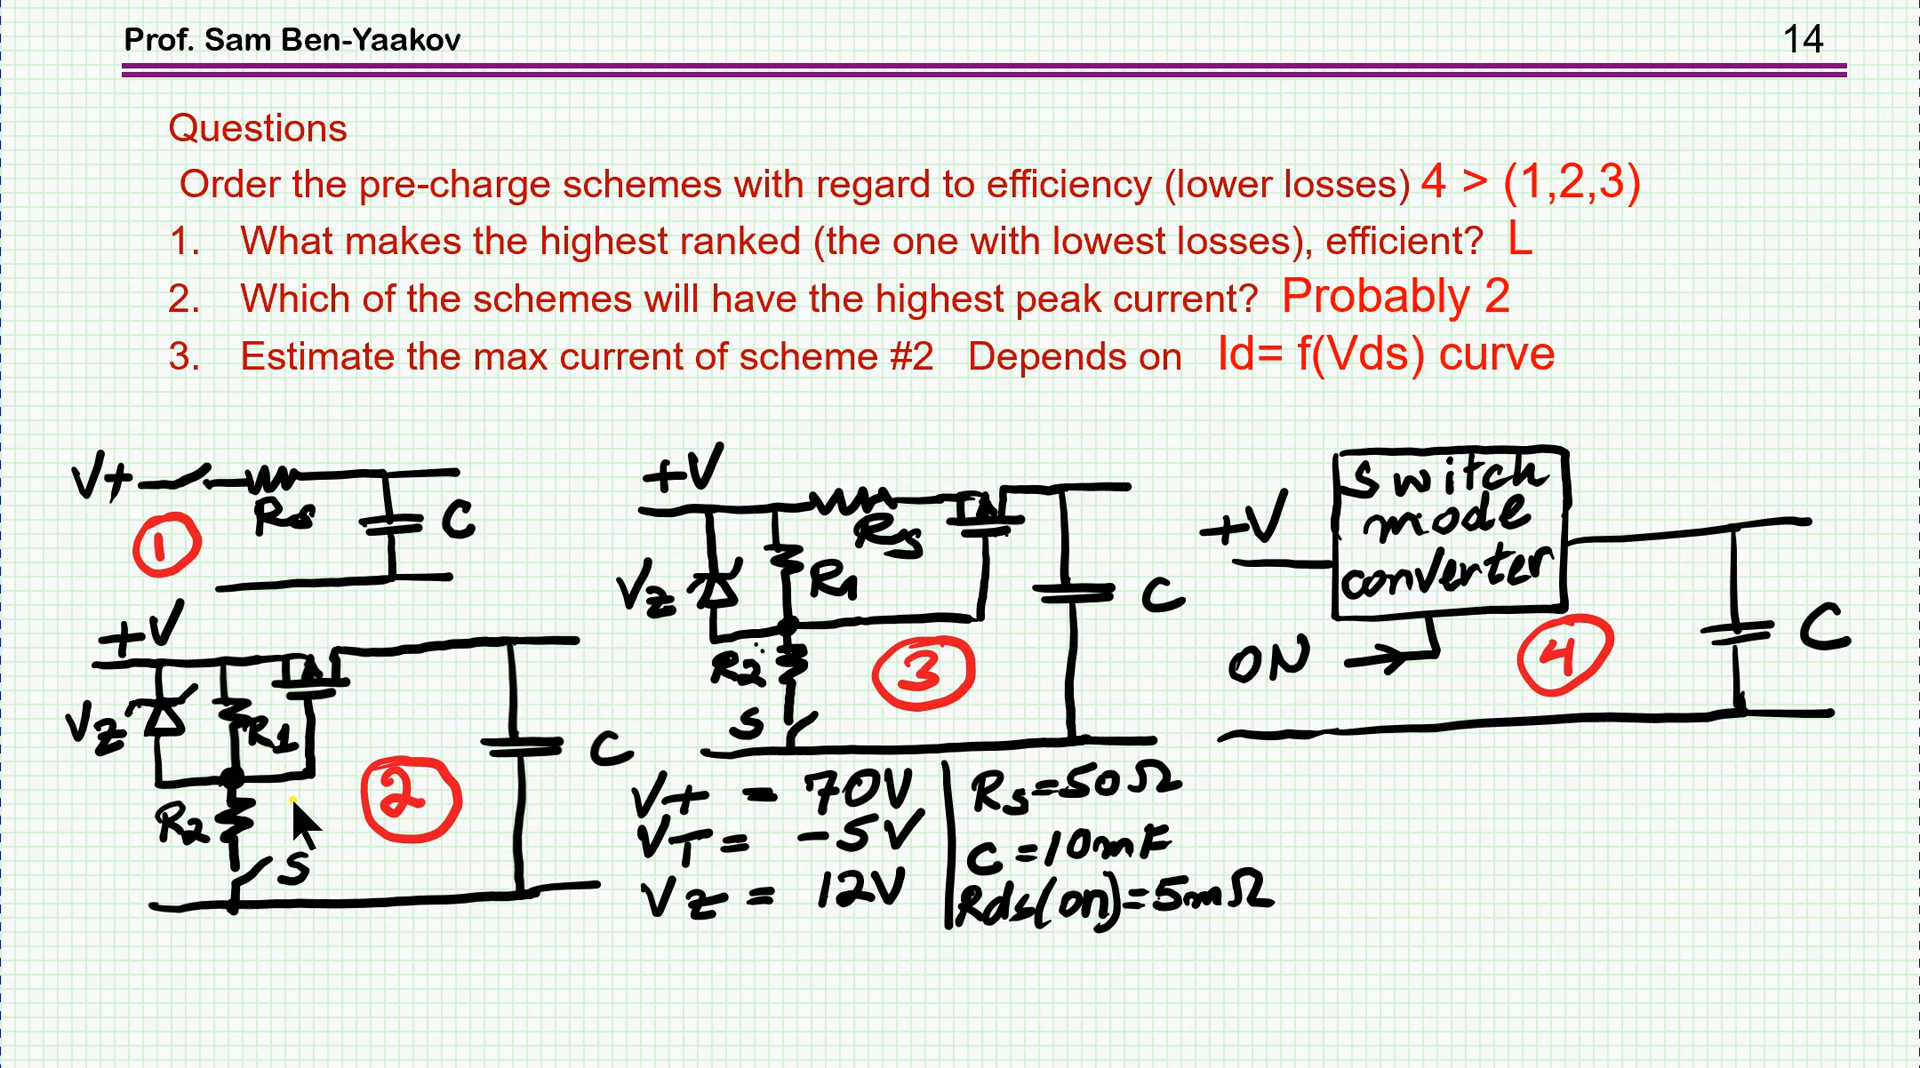 Prof. Sam Ben-Yaakov
14
Questions
Order the pre-charge schemes with regard to efficiency (lower losses) 4 > (1,2,3)
1. What makes the highest ranked (the one with lowest losses), efficient? L
2. Which of the schemes will have the highest peak current? Probably 2
3. Estimate the max current of scheme #2 Depends on Id= f(Vds) curve
V+
Rs
C
1
+V
Vz
R1
R2
S
2
C
+V
Rs
Vz
R1
R2
S
3
C
+V
Switch
mode
converter
ON
4
C
V+ = 70V
VT = -5V
Vz = 12V
Rs=50Ω
C=10mF
Rds(on)=5mΩ